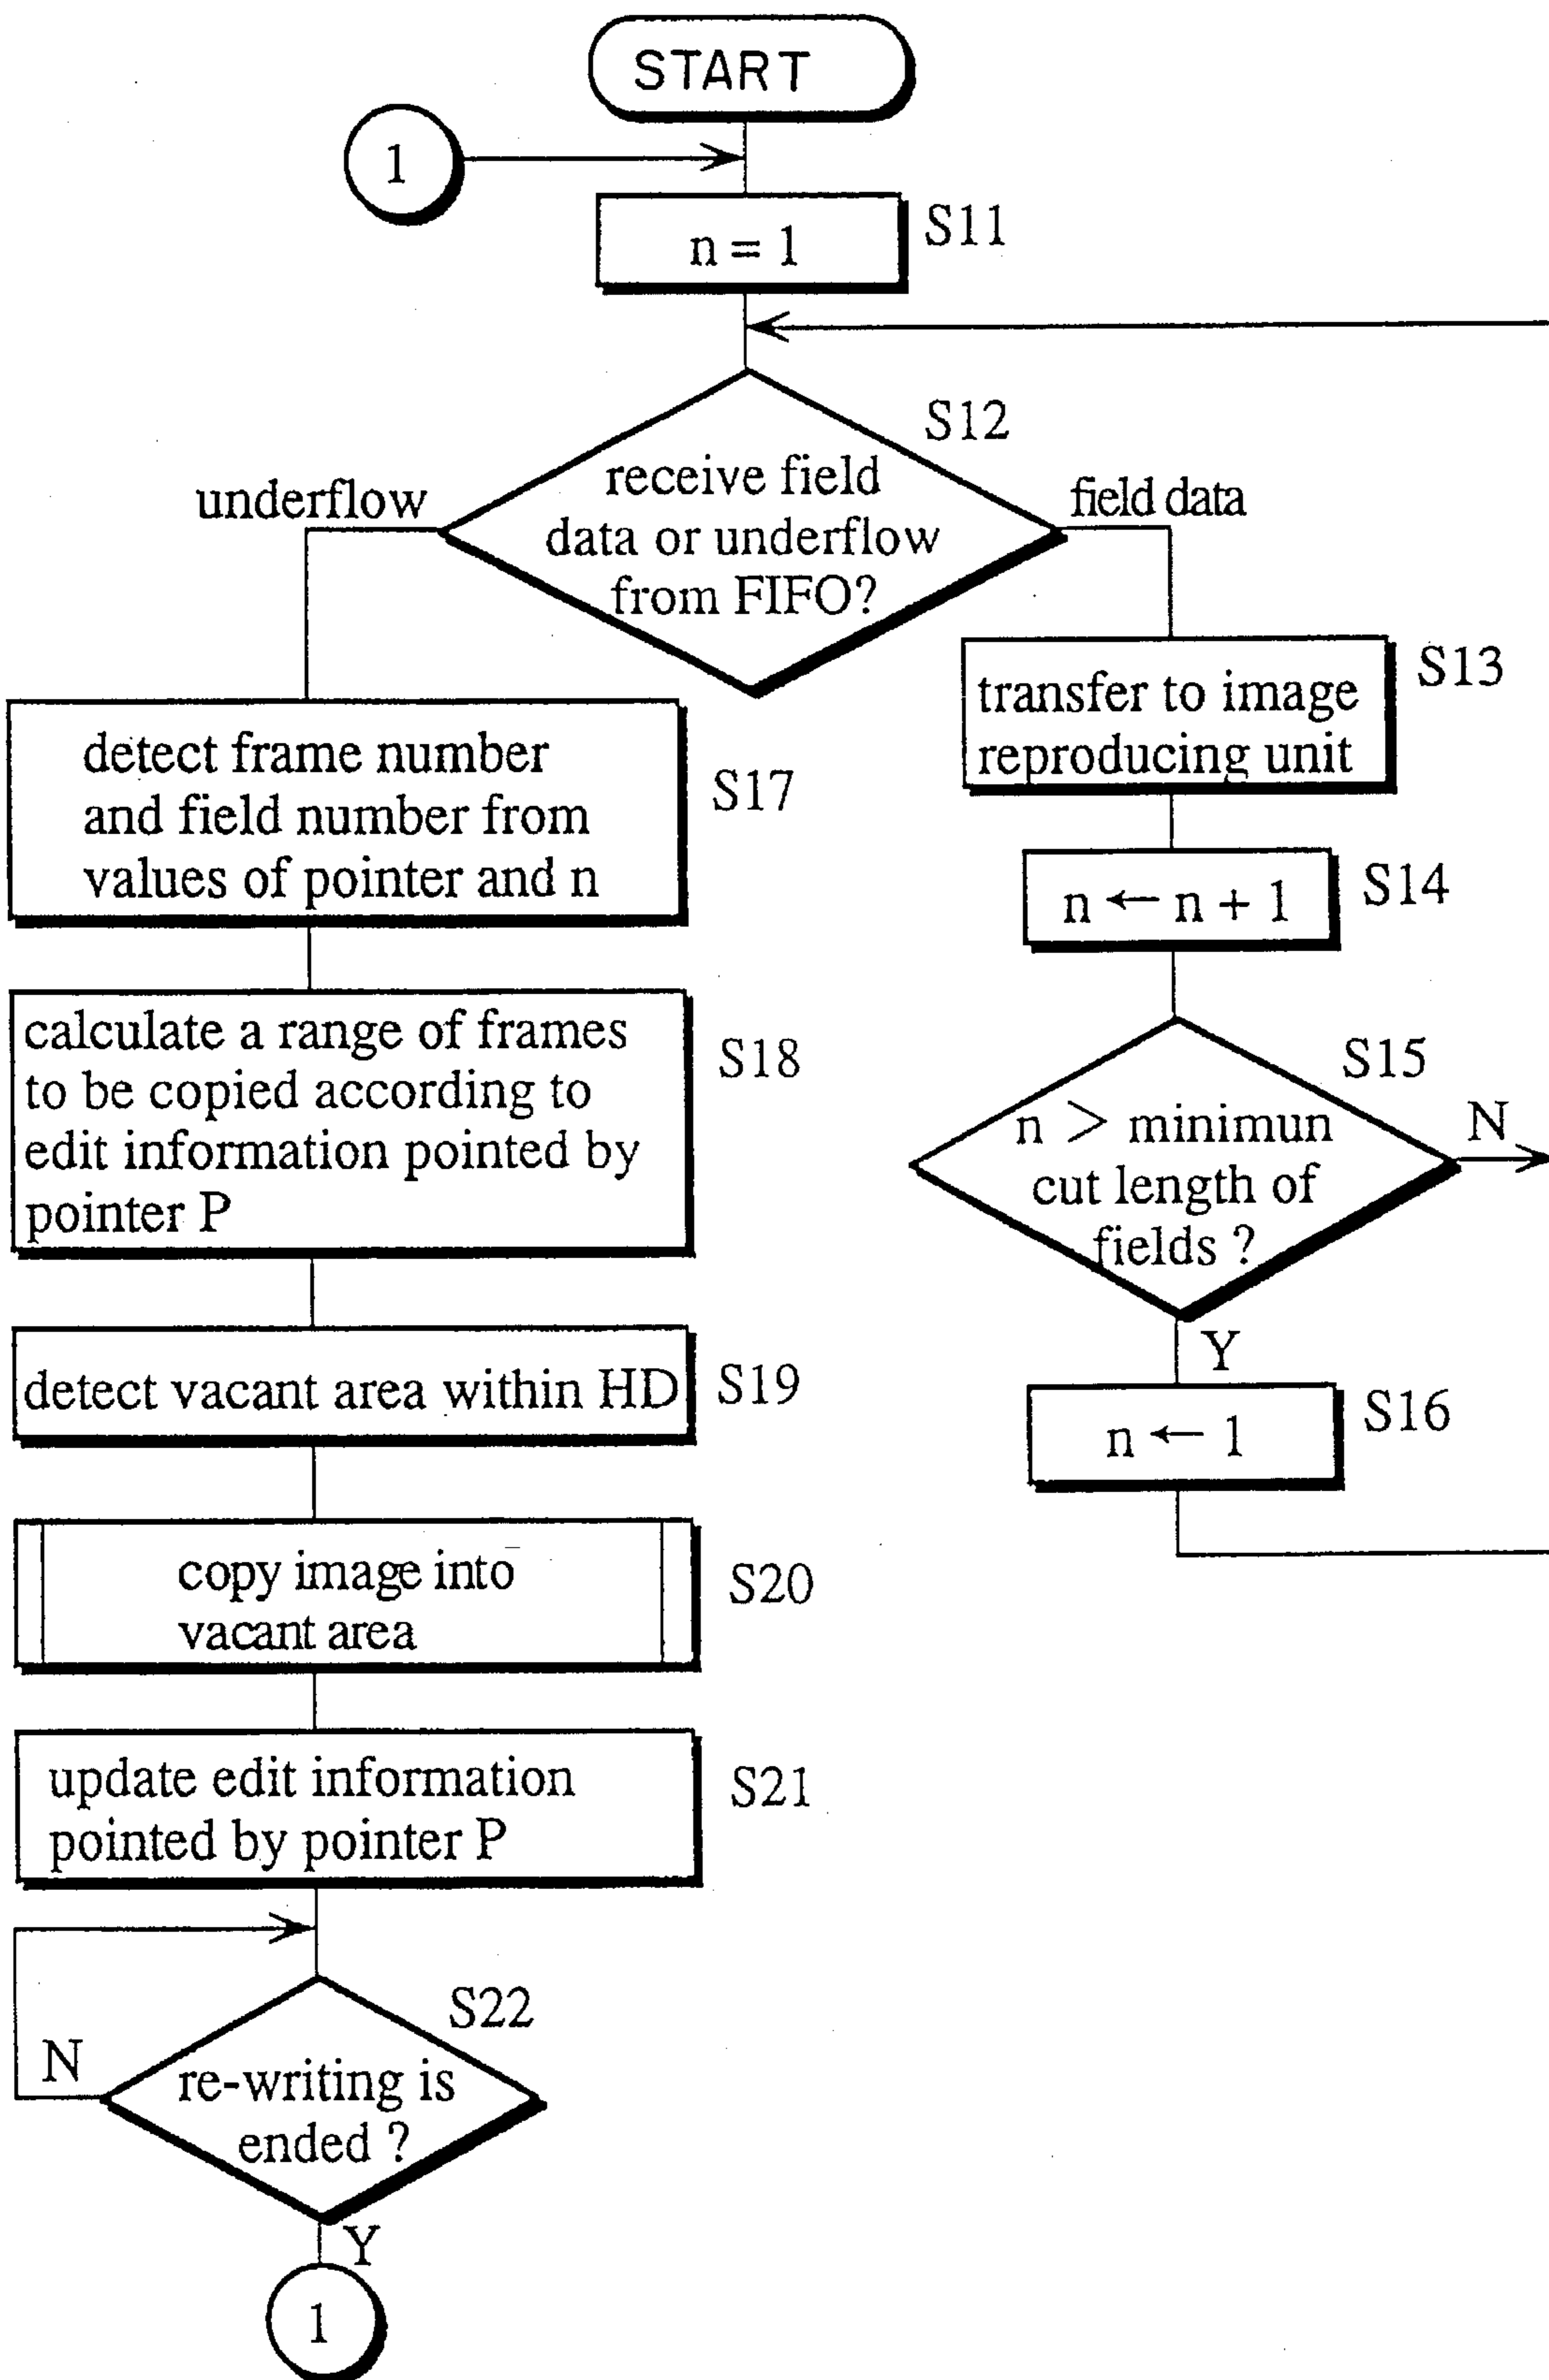 START
1
n = 1
S11
S12
receive field
data or underflow
from FIFO?
underflow
field data
S13
transfer to image
reproducing unit
S14
n ← n + 1
S15
n > minimun
cut length of
fields ?
N
Y
S16
n ← 1
detect frame number
and field number from
values of pointer and n
S17
calculate a range of frames
to be copied according to
edit information pointed by
pointer P
S18
detect vacant area within HD
S19
copy image into
vacant area
S20
update edit information
pointed by pointer P
S21
S22
re-writing is
ended ?
N
Y
1